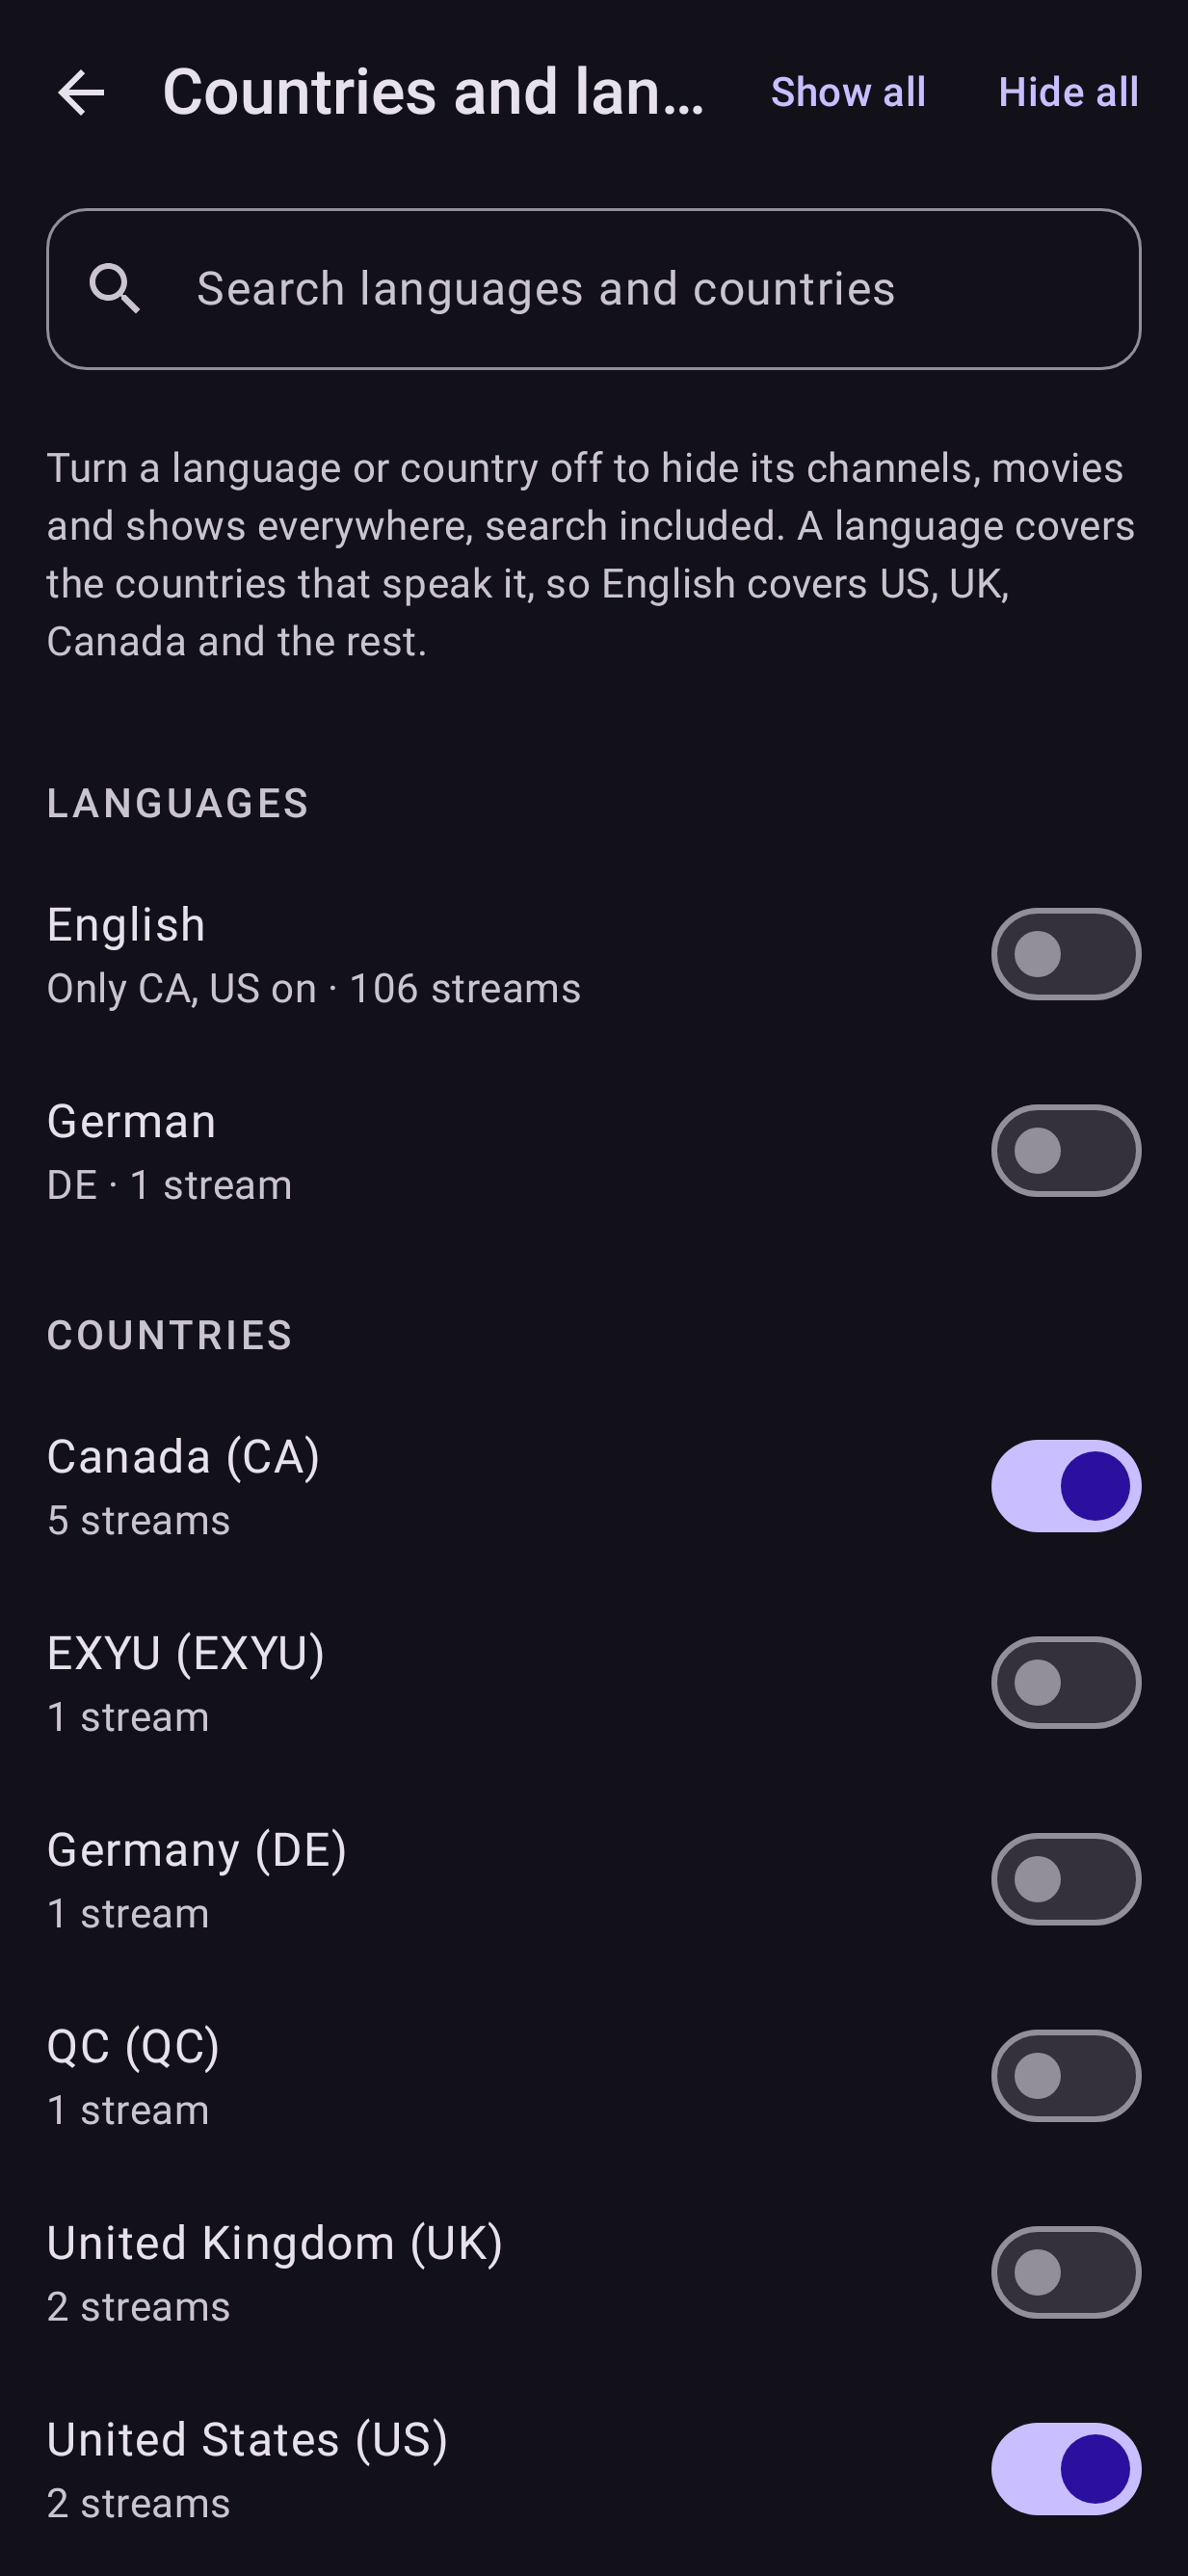 Countries and lan...
Show all
Hide all
Search languages and countries
Turn a language or country off to hide its channels, movies
and shows everywhere, search included. A language covers
the countries that speak it, so English covers US, UK,
Canada and the rest.
LANGUAGES
English
Only CA, US on · 106 streams
German
DE · 1 stream
COUNTRIES
Canada (CA)
5 streams
EXYU (EXYU)
1 stream
Germany (DE)
1 stream
QC (QC)
1 stream
United Kingdom (UK)
2 streams
United States (US)
2 streams